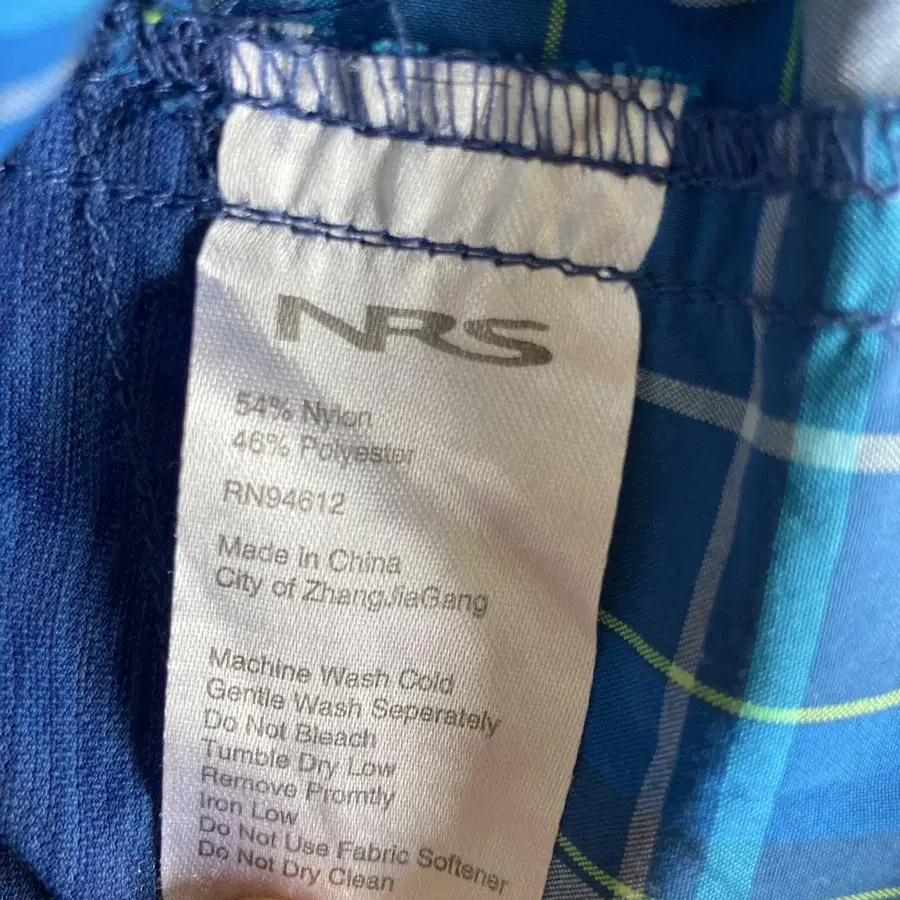 NRS
54% Nylon
46% Polyester
RN94612
Made in China
City of ZhangJiaGang
Machine Wash Cold
Gentle Wash Seperately
Do Not Bleach
Tumble Dry Low
Remove Promtly
Iron Low
Do Not Use Fabric Softener
Do Not Dry Clean